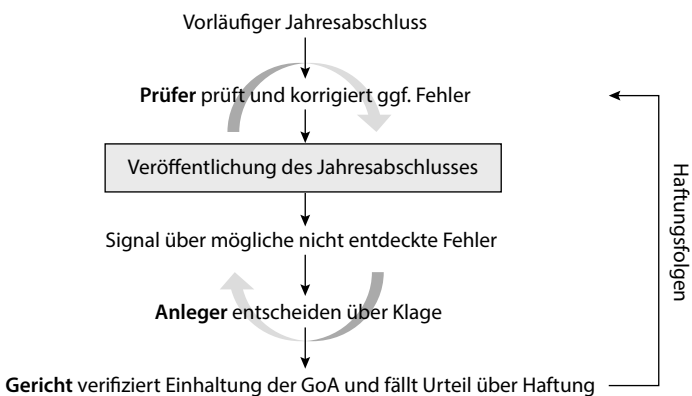 Vorläufiger Jahresabschluss
Prüfer prüft und korrigiert ggf. Fehler
Veröffentlichung des Jahresabschlusses
Signal über mögliche nicht entdeckte Fehler
Anleger entscheiden über Klage
Gericht verifiziert Einhaltung der GoA und fällt Urteil über Haftung
Haftungsfolgen